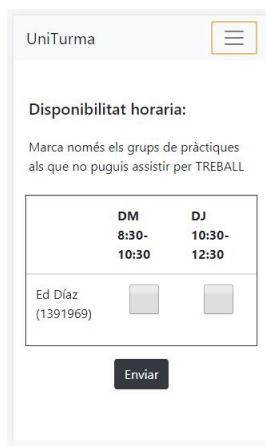 UniTurma
Disponibilitat horaria:
Marca només els grups de pràctiques
als que no puguis assistir per TREBALL
DM DJ
8:30- 10:30-
10:30 12:30
Ed Díaz
(1391969)
Enviar